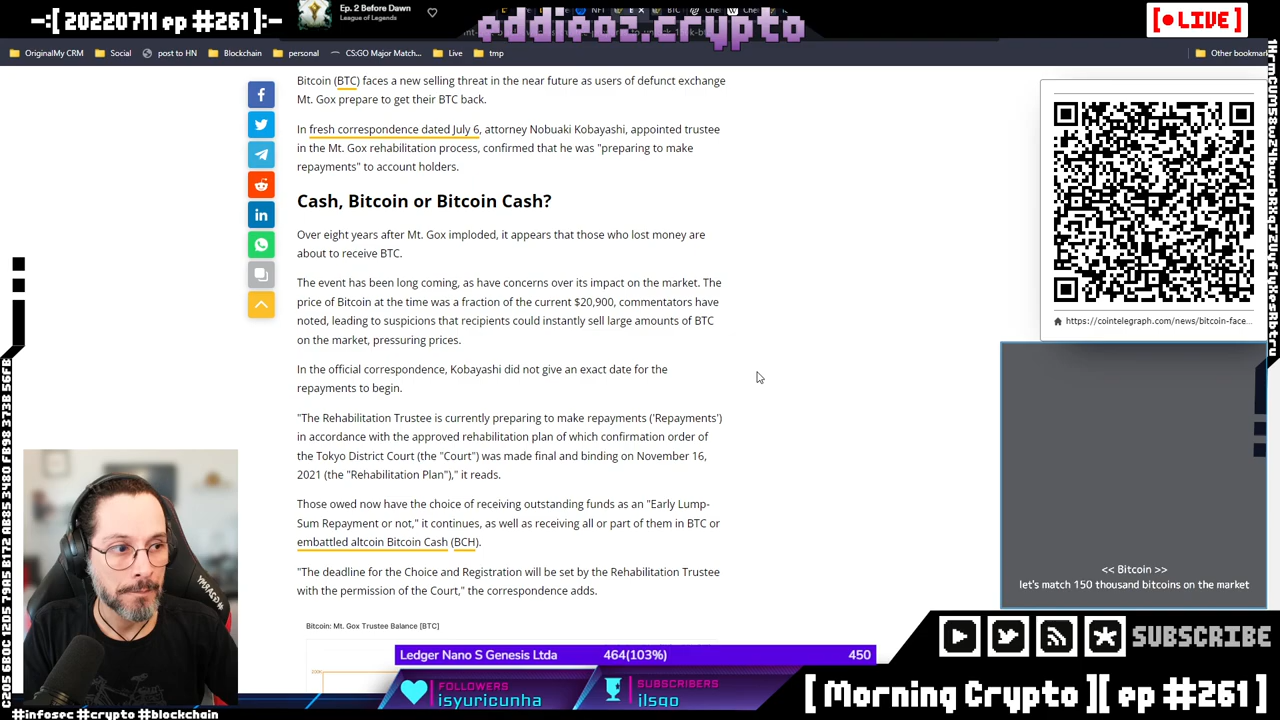 -:[ 20220711 ep #261]:-
Ep. 2 Before Dawn
League of Legends
eddieoz.crypto
[•LIVE]
OriginalMy CRM
Social
post to HN
Blockchain
personal
CS:GO Major Match...
Live
tmp
Other bookmar
Bitcoin (BTC) faces a new selling threat in the near future as users of defunct exchange
Mt. Gox prepare to get their BTC back.
In fresh correspondence dated July 6, attorney Nobuaki Kobayashi, appointed trustee
in the Mt. Gox rehabilitation process, confirmed that he was "preparing to make
repayments" to account holders.
Cash, Bitcoin or Bitcoin Cash?
Over eight years after Mt. Gox imploded, it appears that those who lost money are
about to receive BTC.
The event has been long coming, as have concerns over its impact on the market. The
price of Bitcoin at the time was a fraction of the current $20,900, commentators have
noted, leading to suspicions that recipients could instantly sell large amounts of BTC
on the market, pressuring prices.
In the official correspondence, Kobayashi did not give an exact date for the
repayments to begin.
"The Rehabilitation Trustee is currently preparing to make repayments ('Repayments')
in accordance with the approved rehabilitation plan of which confirmation order of
the Tokyo District Court (the "Court") was made final and binding on November 16,
2021 (the "Rehabilitation Plan")," it reads.
Those owed now have the choice of receiving outstanding funds as an "Early Lump-
Sum Repayment or not," it continues, as well as receiving all or part of them in BTC or
embattled altcoin Bitcoin Cash (BCH).
"The deadline for the Choice and Registration will be set by the Rehabilitation Trustee
with the permission of the Court," the correspondence adds.
Bitcoin: Mt. Gox Trustee Balance [BTC]
https://cointelegraph.com/news/bitcoin-face...
<< Bitcoin >>
let's match 150 thousand bitcoins on the market
Ledger Nano S Genesis Ltda
464(103%)
450
FOLLOWERS
isyuricunha
SUBSCRIBERS
ilsgo
SUBSCRIBE
[ Morning Crypto ][ ep #261 ]
#infosec #crypto #blockchain